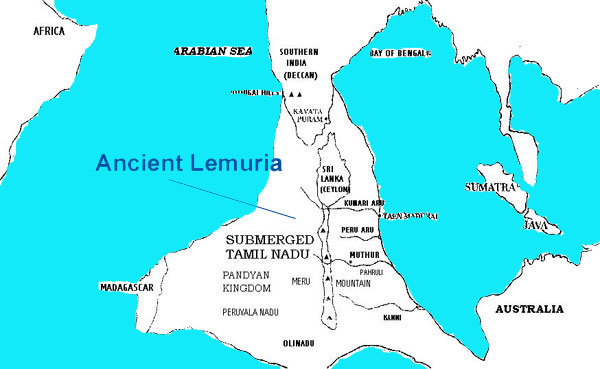 AFRICA
ARABIAN SEA
SOUTHERN
INDIA
(DECCAN)
BAY OF BENGAL
HILLS
KAVATA
PURAM
Ancient Lemuria
SRI
LANKA
(CEYLON)
SUMATRA
JAVA
KUMARI ARU
TAEN MADURAI
PERU ARU
SUBMERGED
TAMIL NADU
MUTHUR
PAHRULI
PANDYAN
KINGDOM
MERU
MOUNTAIN
MADAGASCAR
PERUVALA NADU
KANNI
AUSTRALIA
OLINADU